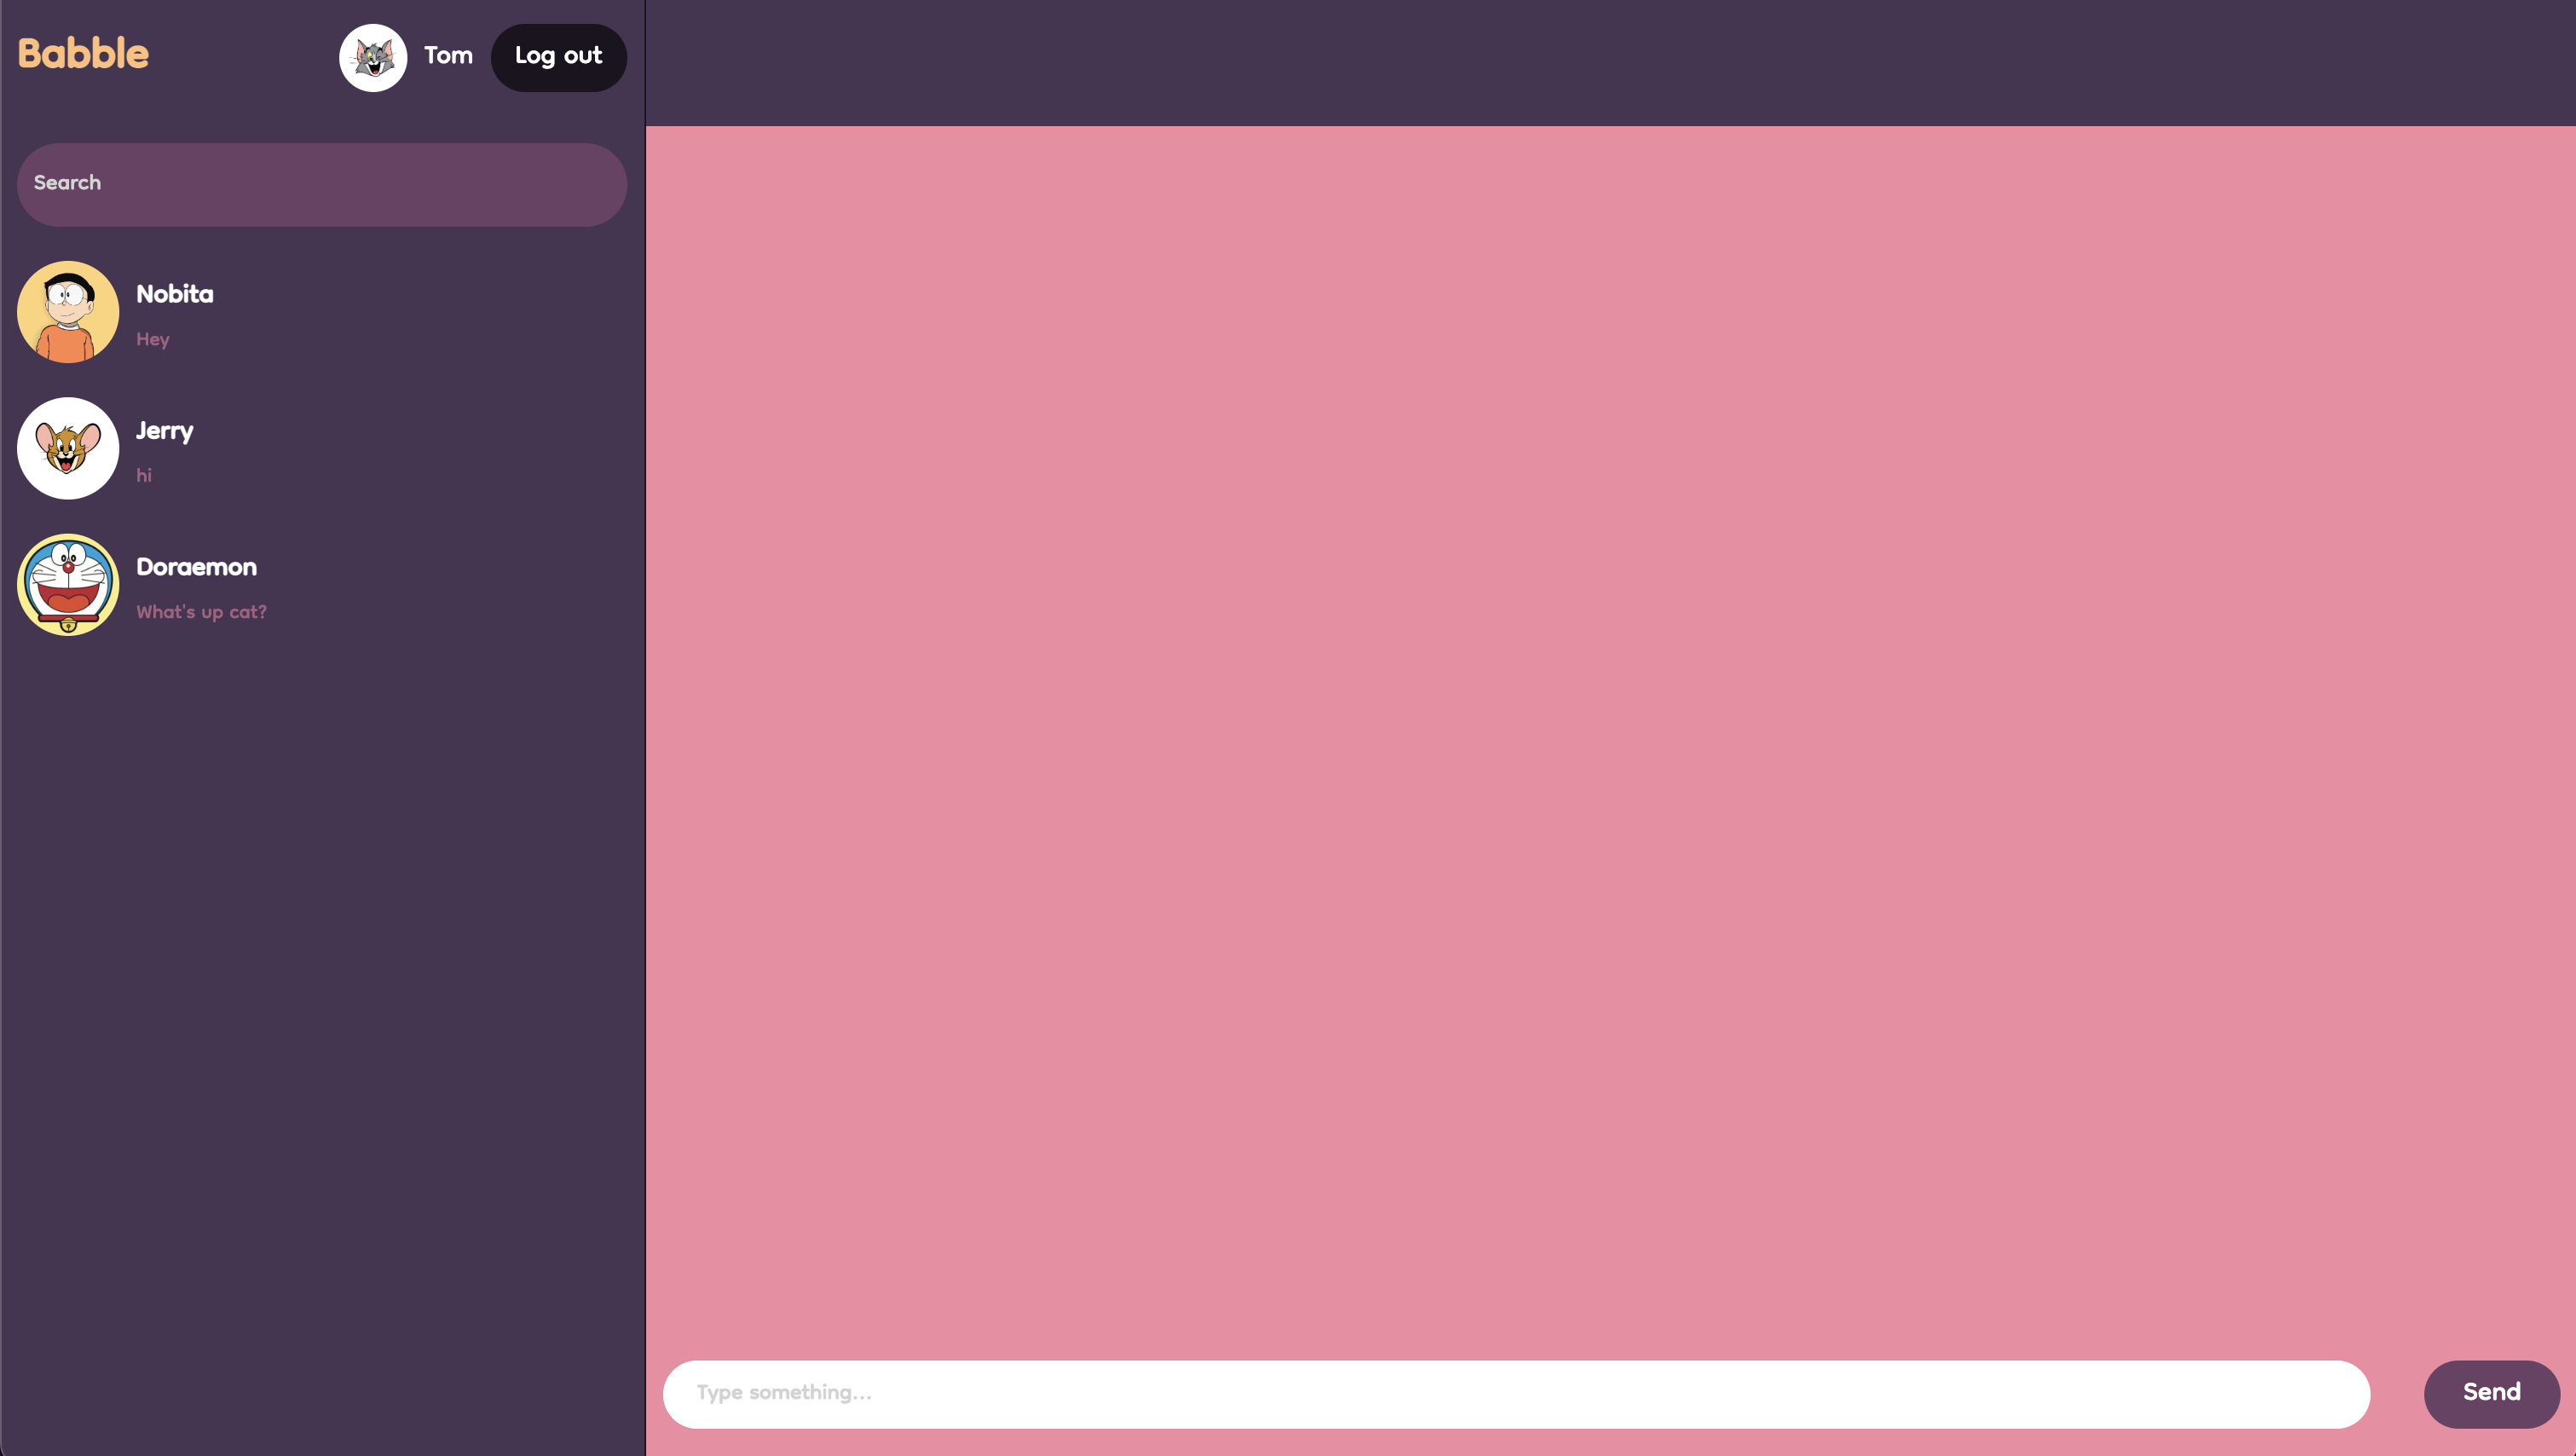 Babble
Tom
Log out
Search
Nobita
Hey
Jerry
hi
Doraemon
What's up cat?
Type something...
Send